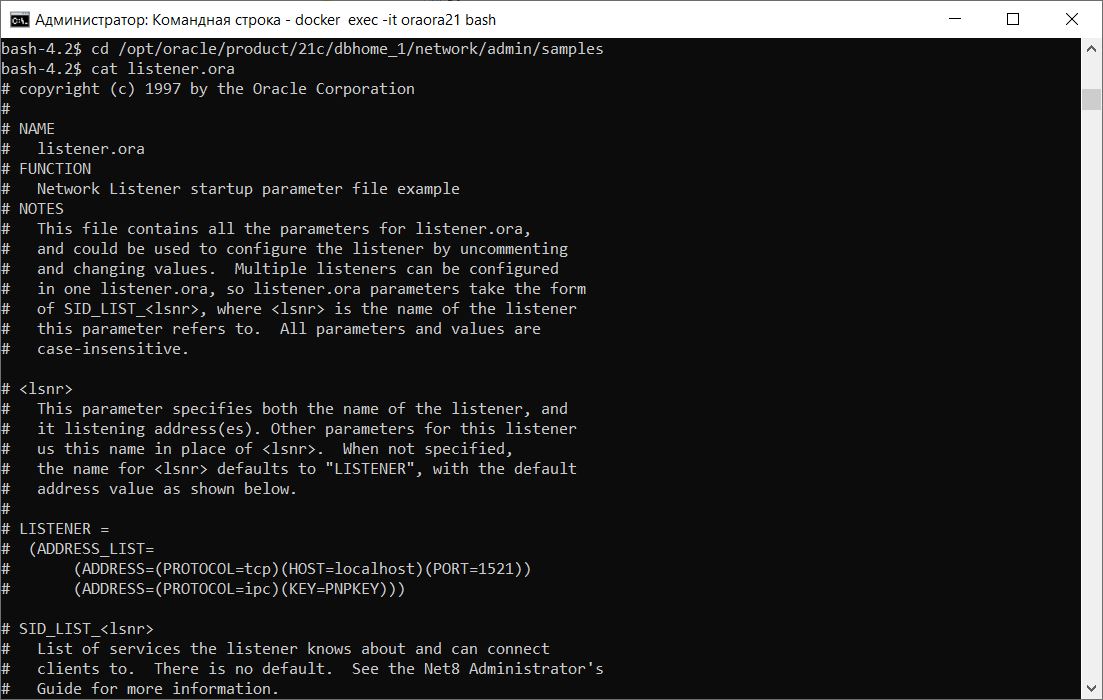 Администратор: Командная строка - docker  exec -it oraora21 bash
bash-4.2$ cd /opt/oracle/product/21c/dbhome_1/network/admin/samples
bash-4.2$ cat listener.ora
# copyright (c) 1997 by the Oracle Corporation
#
# NAME
#   listener.ora
# FUNCTION
#   Network Listener startup parameter file example
# NOTES
#   This file contains all the parameters for listener.ora,
#   and could be used to configure the listener by uncommenting
#   and changing values.  Multiple listeners can be configured
#   in one listener.ora, so listener.ora parameters take the form
#   of SID_LIST_<lsnr>, where <lsnr> is the name of the listener
#   this parameter refers to.  All parameters and values are
#   case-insensitive.

# <lsnr>
#   This parameter specifies both the name of the listener, and
#   it listening address(es). Other parameters for this listener
#   us this name in place of <lsnr>.  When not specified,
#   the name for <lsnr> defaults to "LISTENER", with the default
#   address value as shown below.
#
# LISTENER =
#  (ADDRESS_LIST=
#       (ADDRESS=(PROTOCOL=tcp)(HOST=localhost)(PORT=1521))
#       (ADDRESS=(PROTOCOL=ipc)(KEY=PNPKEY)))

# SID_LIST_<lsnr>
#   List of services the listener knows about and can connect
#   clients to.  There is no default.  See the Net8 Administrator's
#   Guide for more information.